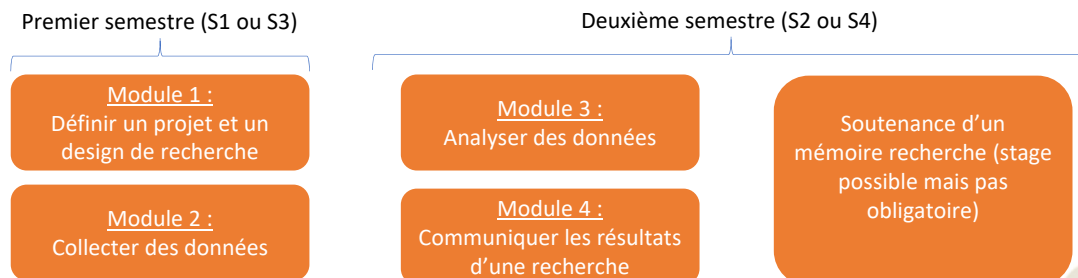 Premier semestre (S1 ou S3)
Deuxième semestre (S2 ou S4)
Module 1 :
Définir un projet et un
design de recherche
Module 2 :
Collecter des données
Module 3 :
Analyser des données
Module 4 :
Communiquer les résultats
d’une recherche
Soutenance d’un
mémoire recherche (stage
possible mais pas
obligatoire)